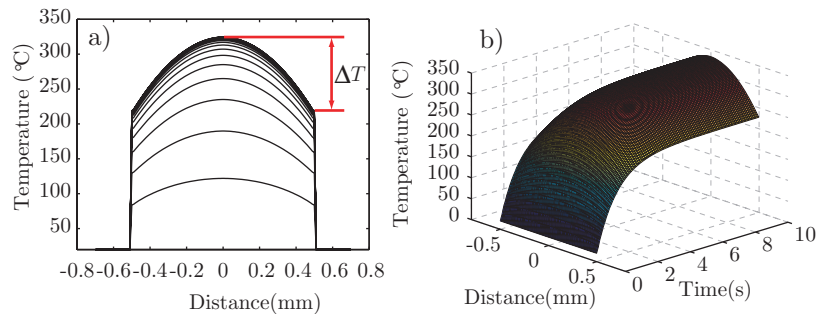 a)
Temperature (°C)
350
300
250
200
150
100
50
ΔT
-0.8 -0.6 -0.4 -0.2 0 0.2 0.4 0.6 0.8
Distance(mm)
b)
Temperature (°C)
350
300
250
200
150
100
50
0
-0.5 0 0.5
Distance(mm)
0 2 4 6 8 10
Time(s)